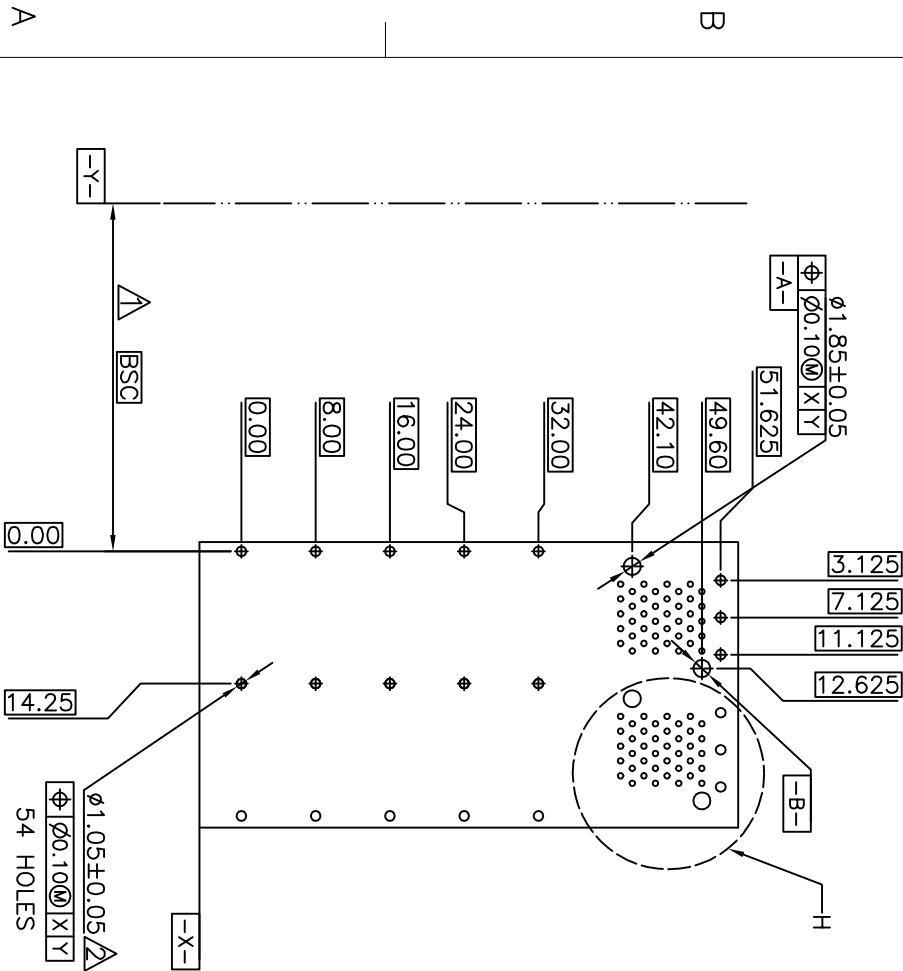 A
B
-Y-
1
BSC
ø1.85±0.05
⌖ Ø0.10Ⓜ X Y
-A-
51.625
49.60
42.10
32.00
24.00
16.00
8.00
0.00
0.00
14.25
3.125
7.125
11.125
12.625
-B-
H
ø1.05±0.05 2
⌖ Ø0.10Ⓜ X Y
54 HOLES
-X-